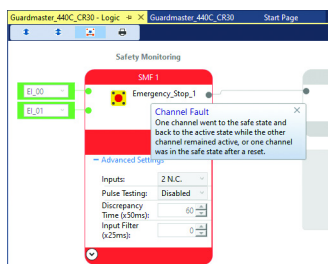 Guardmaster_440C_CR30 - Logic
Guardmaster_440C_CR30
Start Page
Safety Monitoring
SMF 1
EI_00
EI_01
Emergency_Stop_1
Channel Fault
One channel went to the safe state and
back to the active state while the other
channel remained active, or one channel
was in the safe state after a reset.
Advanced Settings
Inputs: 2 N.C.
Pulse Testing: Disabled
Discrepancy
Time (x50ms): 60
Input Filter
(x25ms): 0